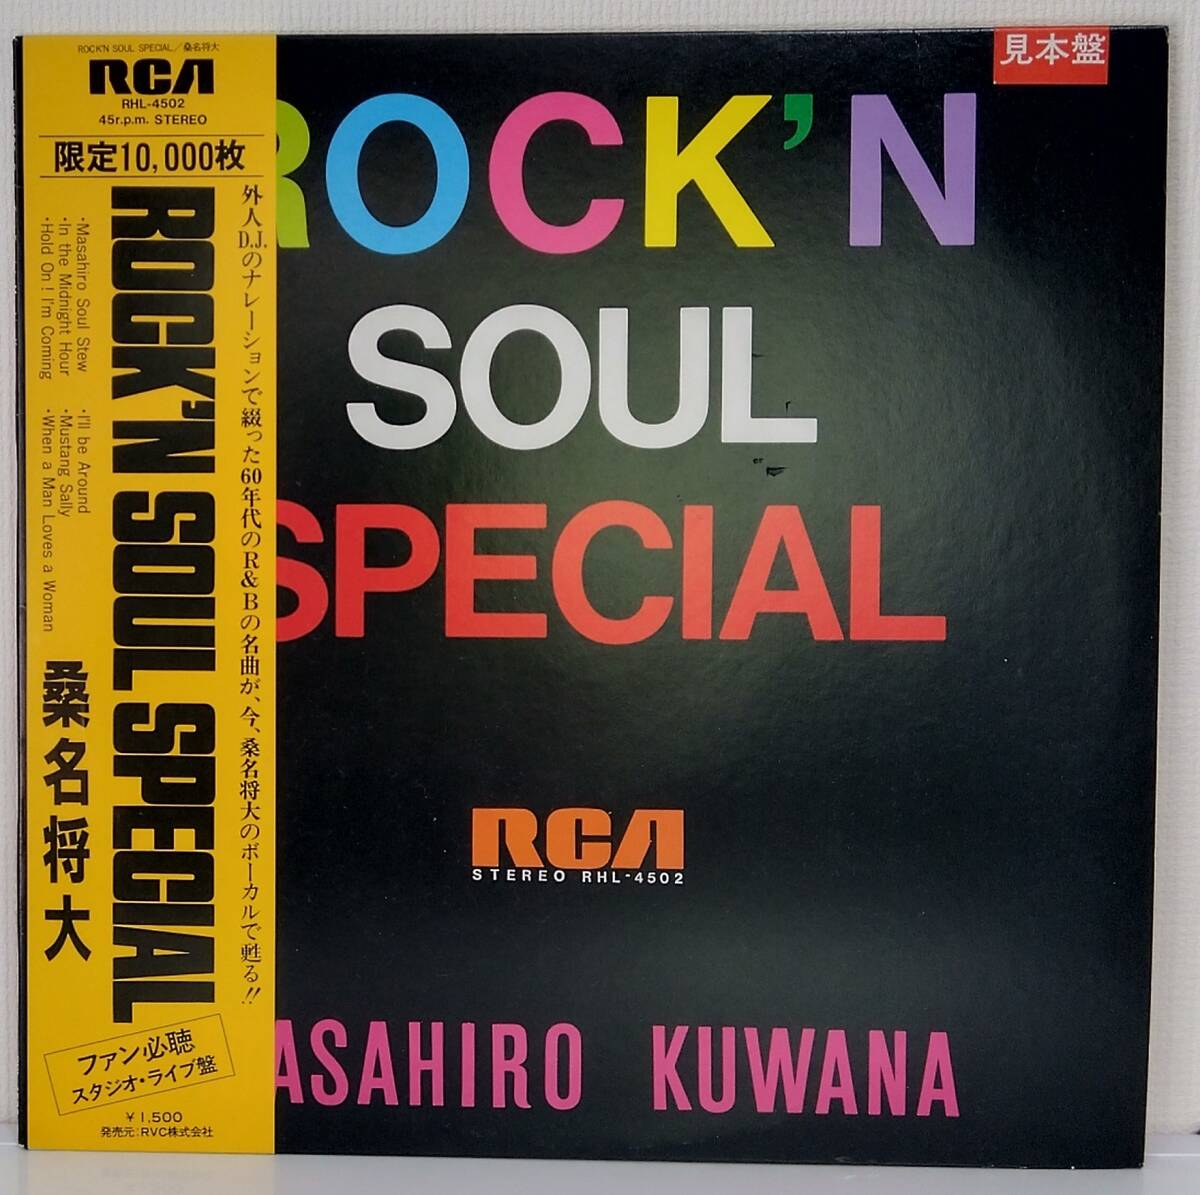 ROCK'N SOUL SPECIAL／桑名将大
RCA
RHL-4502
45r.p.m. STEREO
限定10,000枚
外人D.J.のナレーションで綴った60年代のR&Bの名曲が、今、桑名将大のボーカルで甦る!!
ROCK'N SOUL SPECIAL
・Masahiro Soul Stew
・In the Midnight Hour
・Hold On! I'm Coming
・I'll be Around
・Mustang Sally
・When a Man Loves a Woman
桑名将大
ファン必聴
スタジオ・ライブ盤
￥1,500
発売元:RVC株式会社
見本盤
ROCK'N
SOUL
SPECIAL
RCA
STEREO RHL-4502
ASAHIRO KUWANA